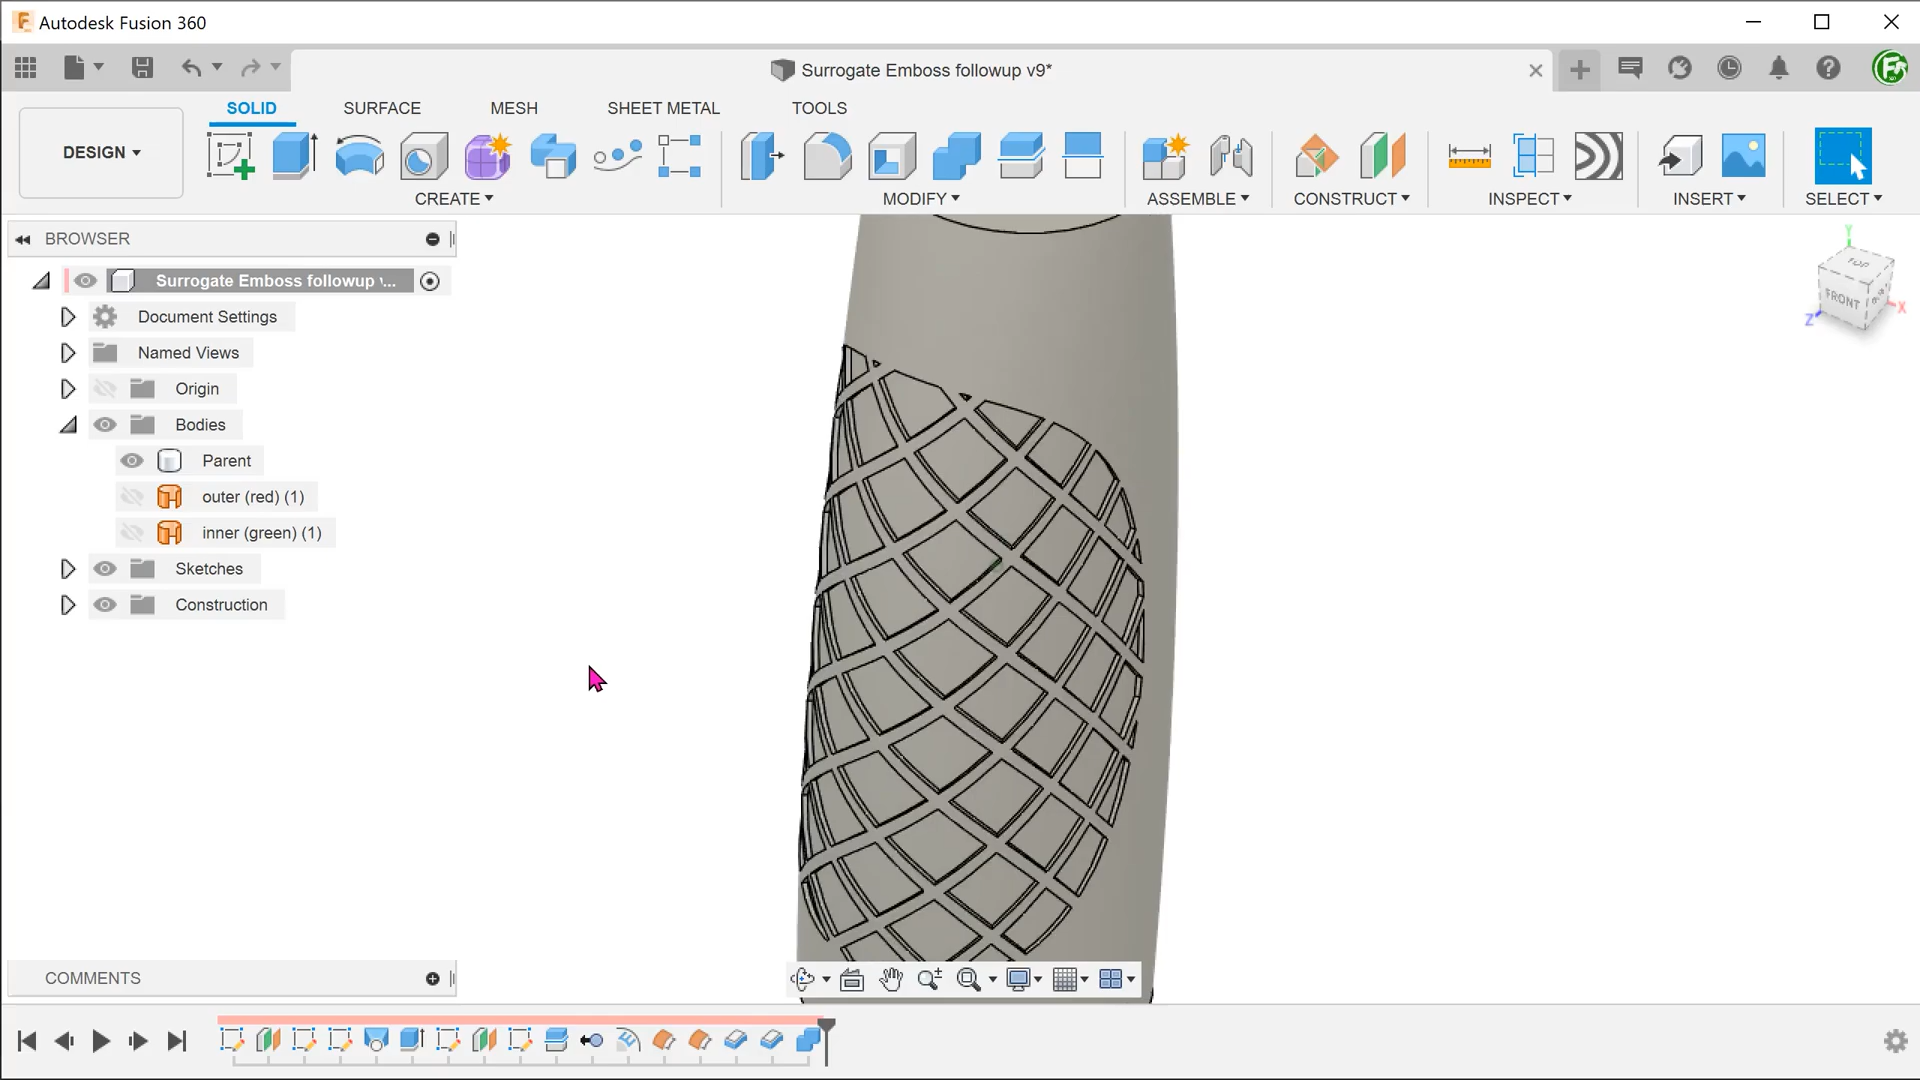 Autodesk Fusion 360
Surrogate Emboss followup v9*
SOLID SURFACE MESH SHEET METAL TOOLS
DESIGN
CREATE MODIFY ASSEMBLE CONSTRUCT INSPECT INSERT SELECT
BROWSER
Surrogate Emboss followup v...
Document Settings
Named Views
Origin
Bodies
Parent
outer (red) (1)
inner (green) (1)
Sketches
Construction
TOP
FRONT
Y
X
Z
COMMENTS